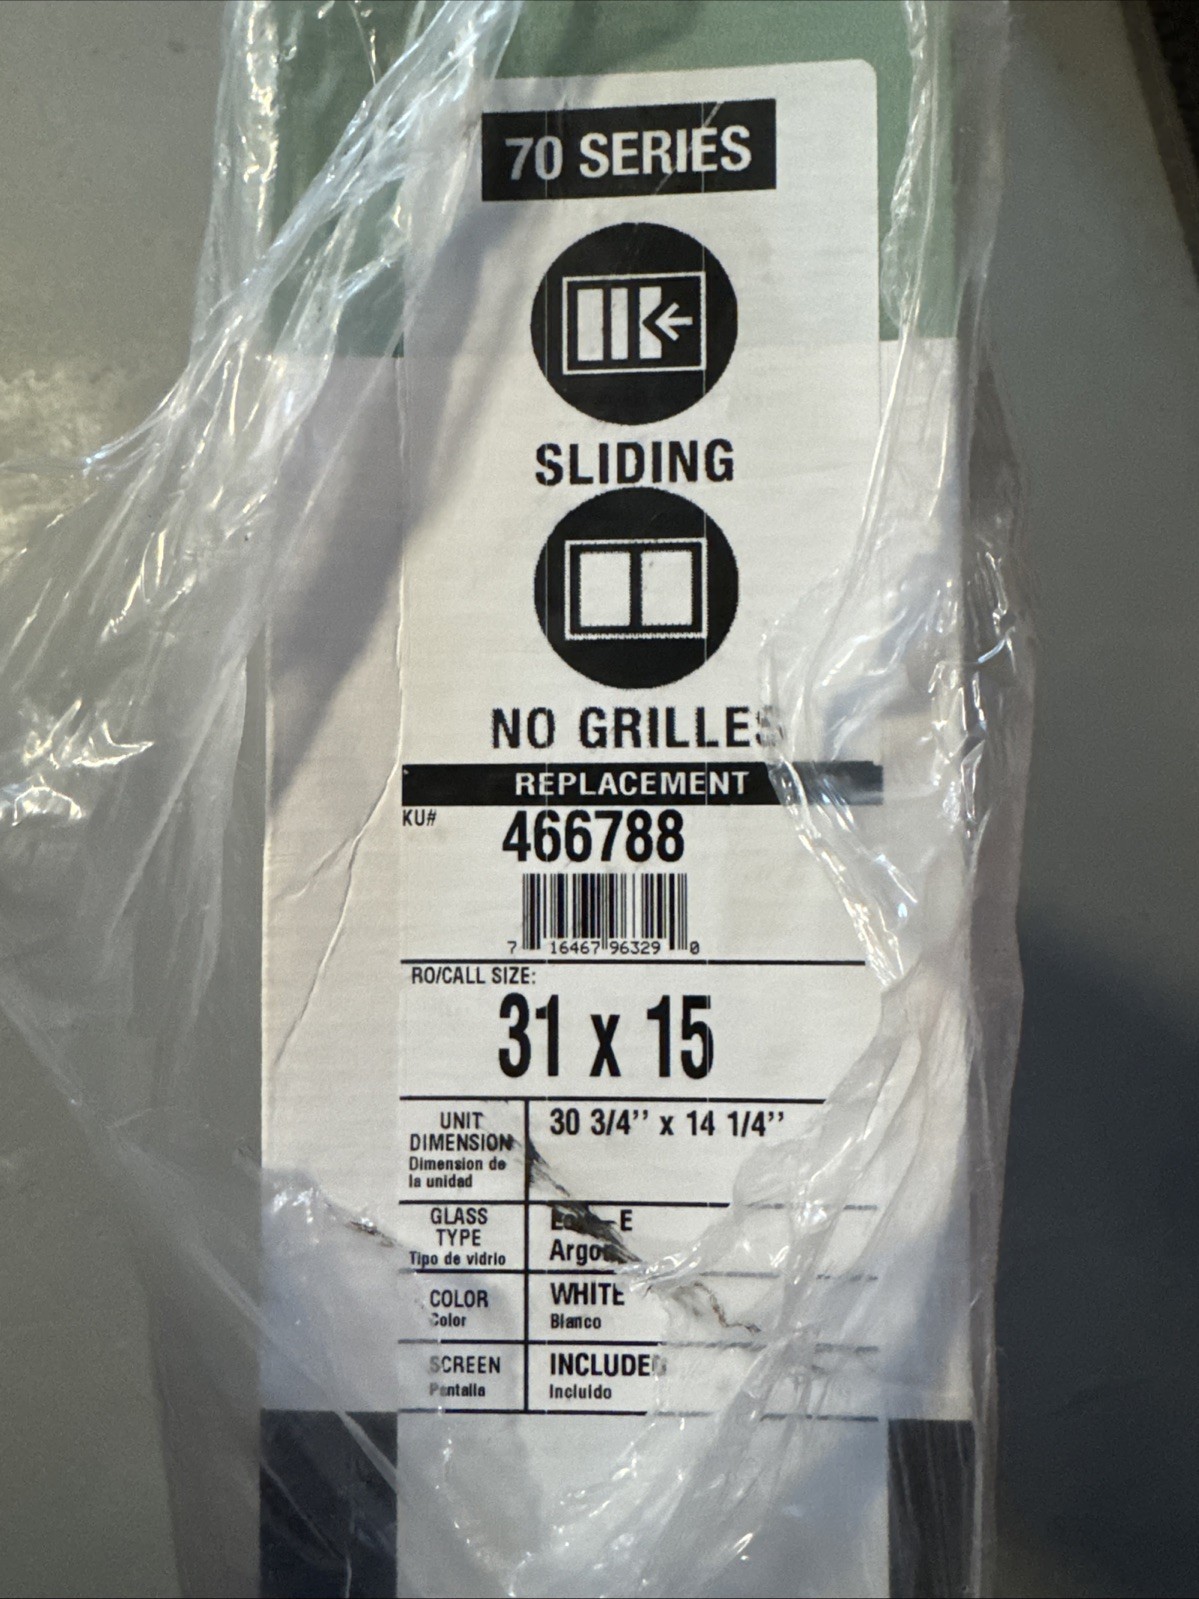 70 SERIES
SLIDING
NO GRILLES
REPLACEMENT
KU#
466788
7 16467 96329 0
RO/CALL SIZE:
31 x 15
UNIT
DIMENSION
Dimension de
la unidad
30 3/4'' x 14 1/4''
GLASS
TYPE
Tipo de vidrio
E
COLOR
Color
WHITE
Blanco
SCREEN
Pantalla
INCLUDED
Incluido